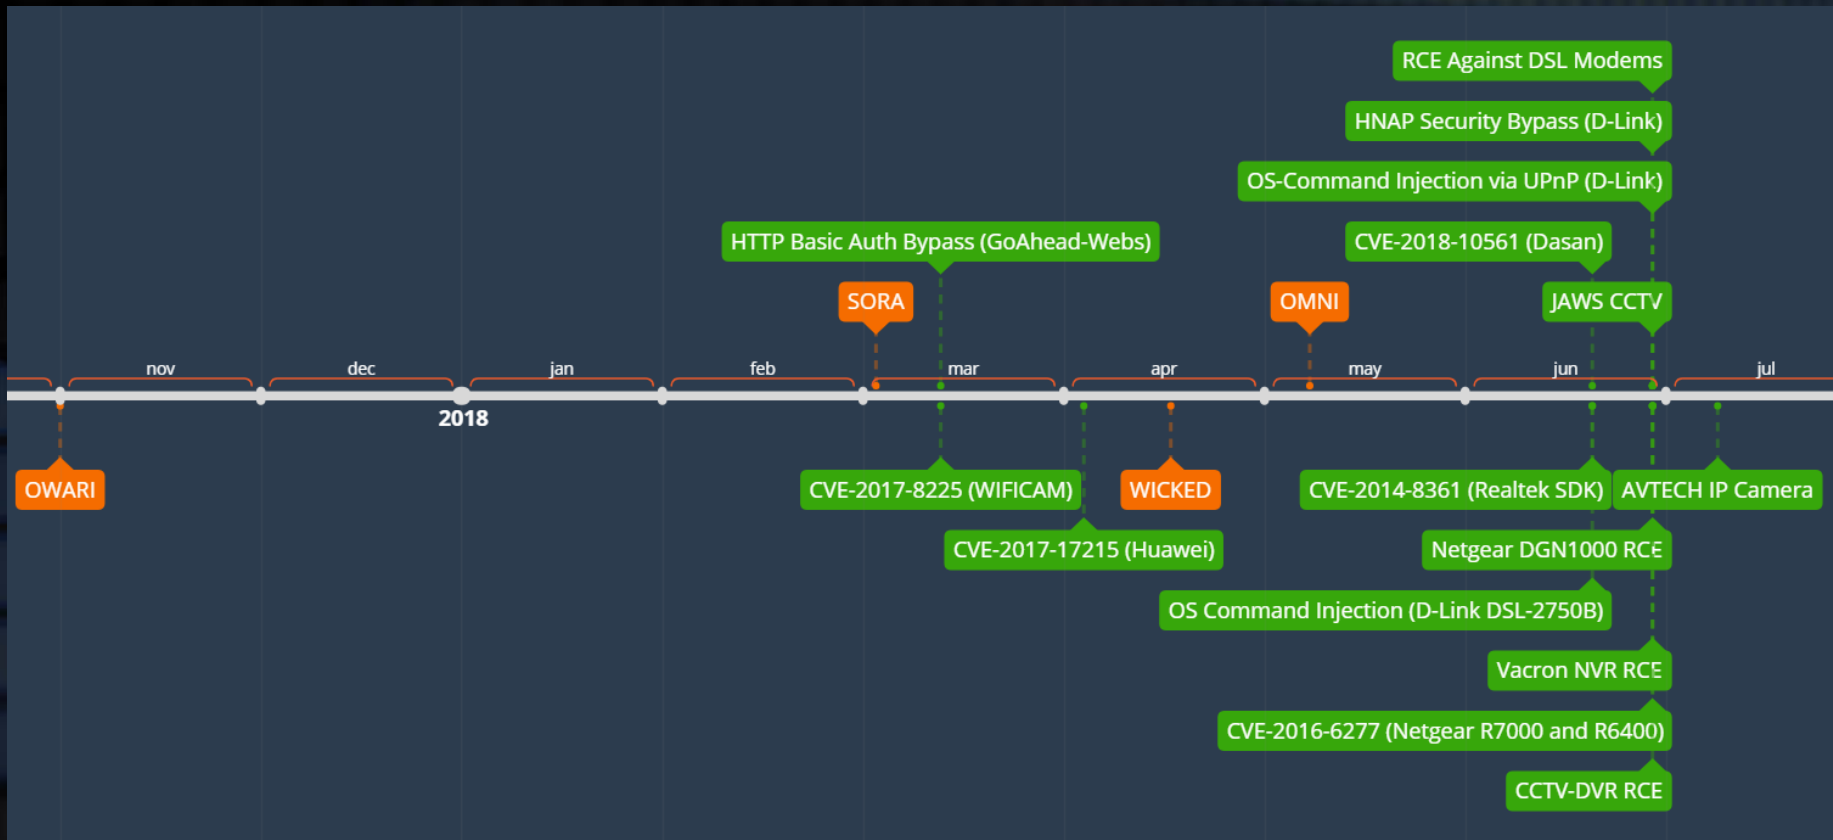 RCE Against DSL Modems
HNAP Security Bypass (D-Link)
OS-Command Injection via UPnP (D-Link)
HTTP Basic Auth Bypass (GoAhead-Webs)
CVE-2018-10561 (Dasan)
SORA
OMNI
JAWS CCTV
nov
dec
jan
feb
mar
apr
may
jun
jul
2018
OWARI
CVE-2017-8225 (WIFICAM)
WICKED
CVE-2014-8361 (Realtek SDK)
AVTECH IP Camera
CVE-2017-17215 (Huawei)
Netgear DGN1000 RCE
OS Command Injection (D-Link DSL-2750B)
Vacron NVR RCE
CVE-2016-6277 (Netgear R7000 and R6400)
CCTV-DVR RCE